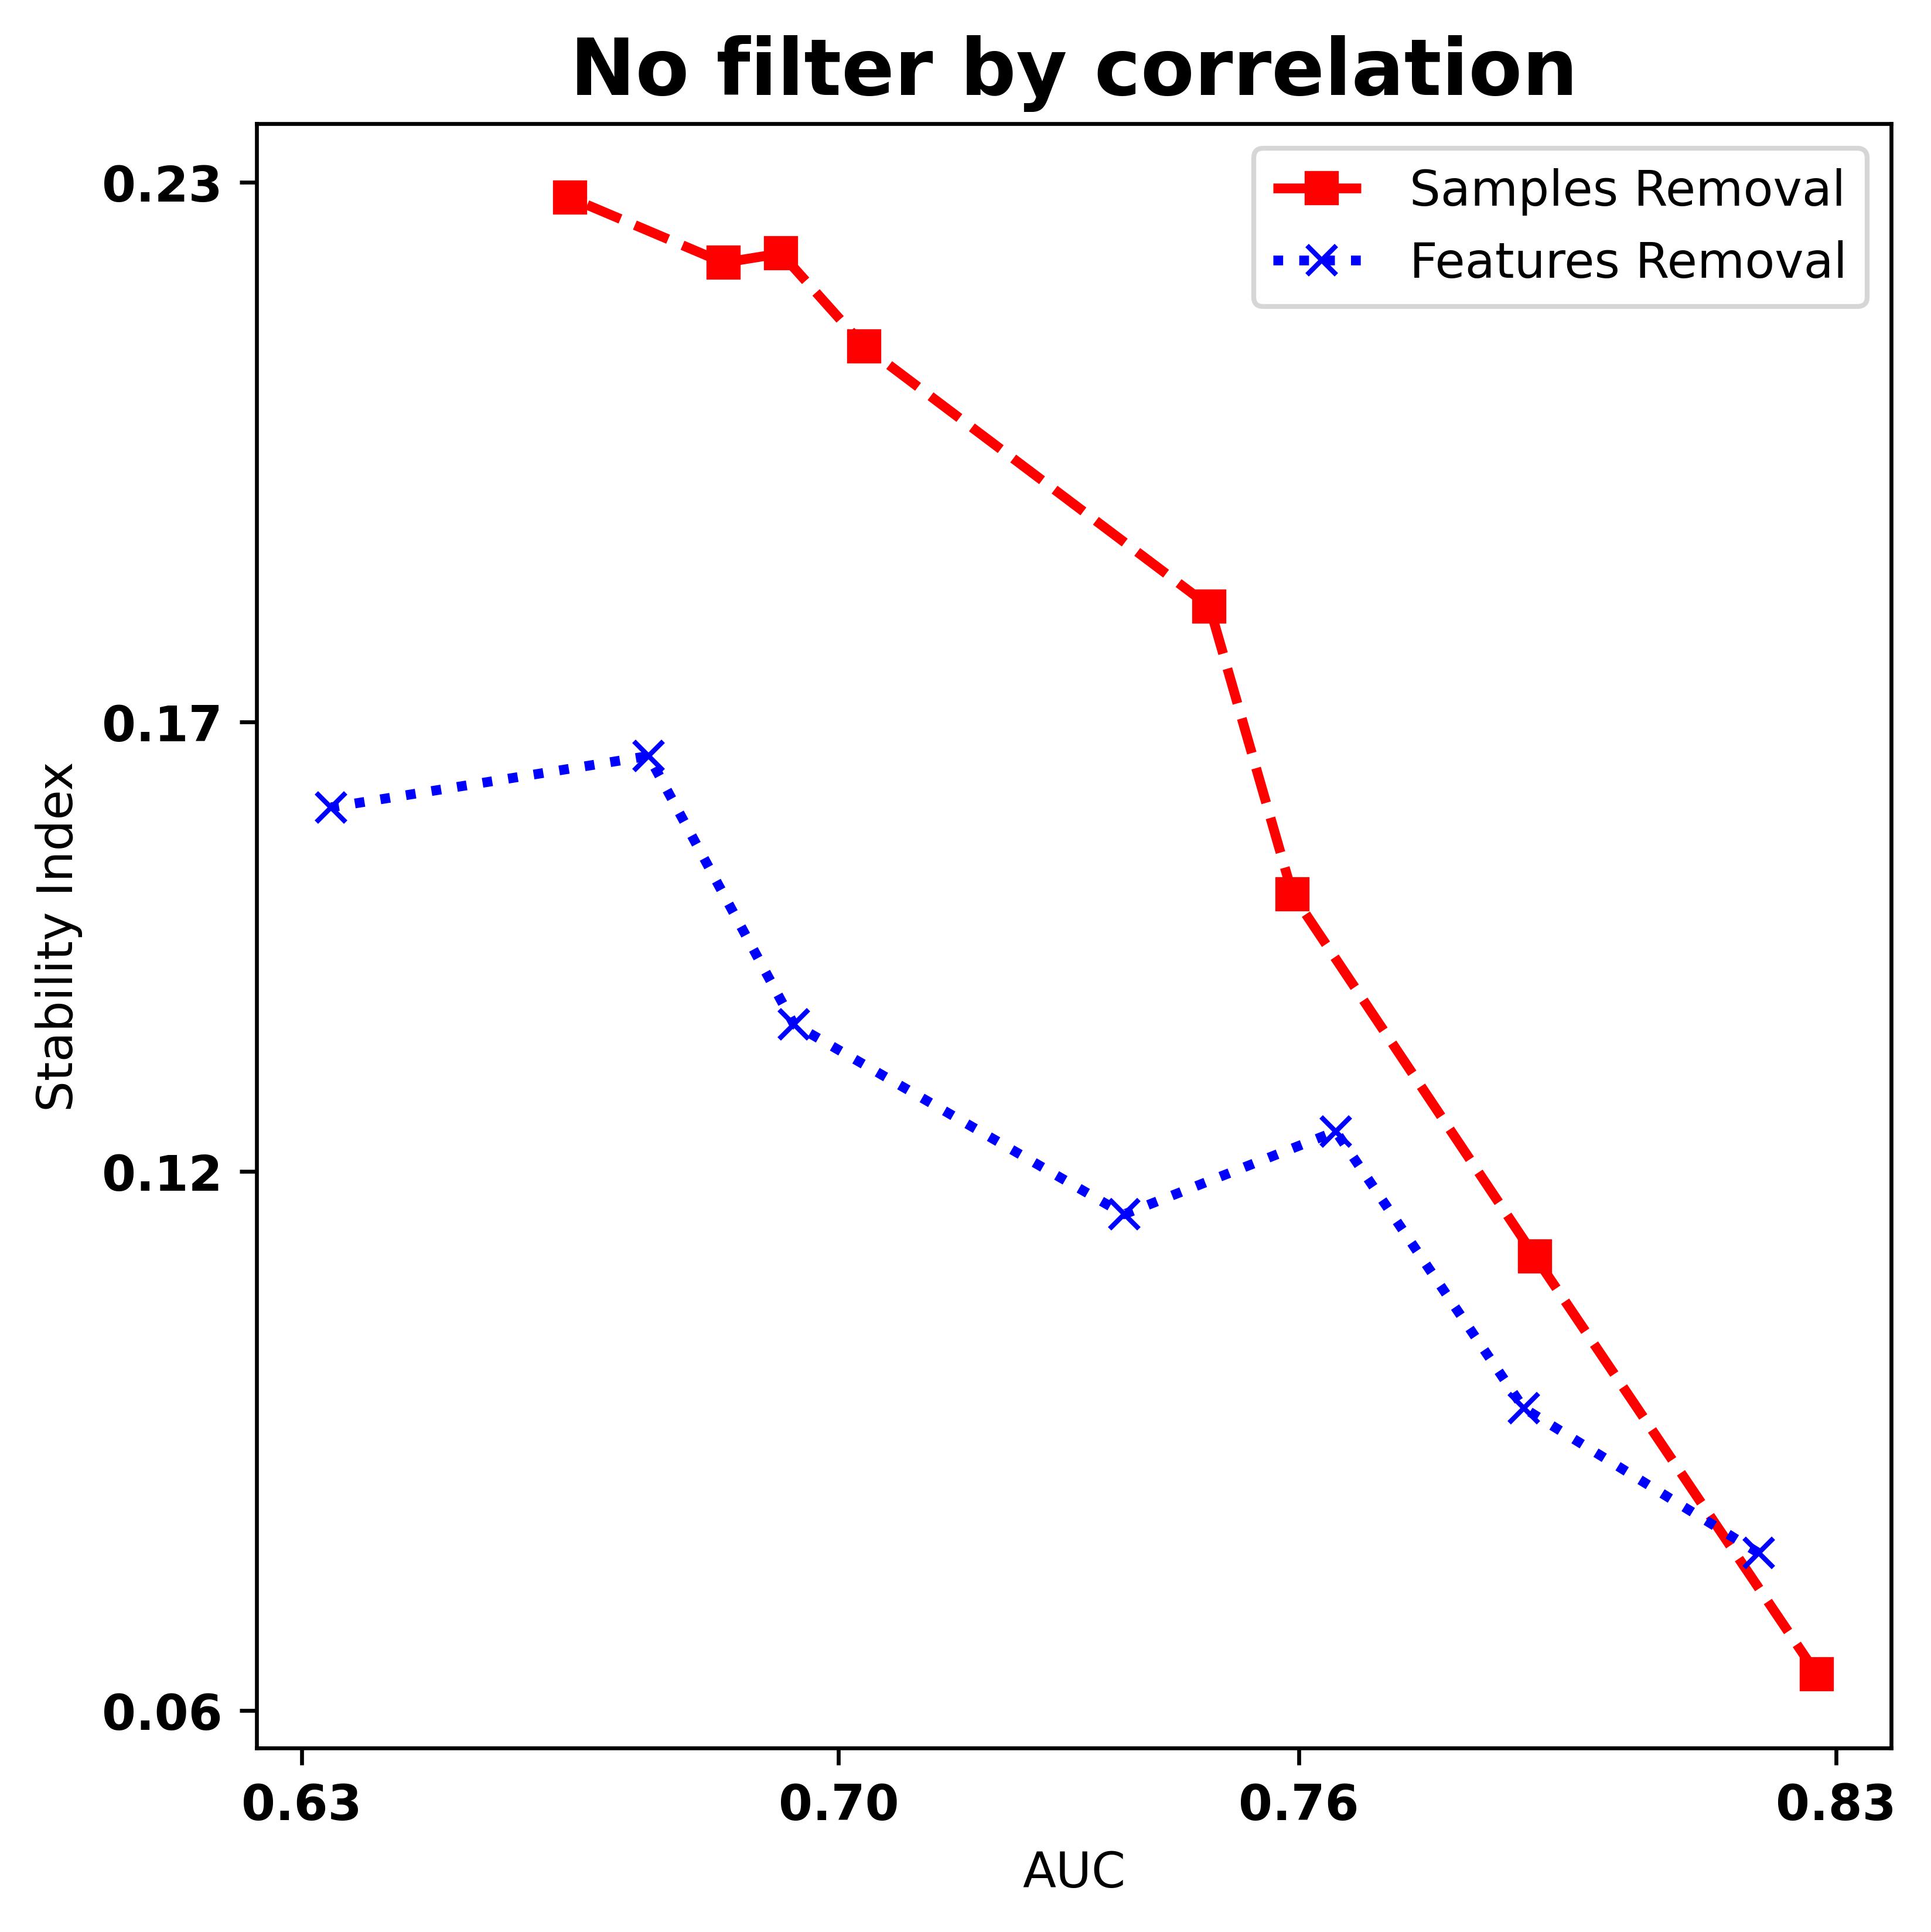 No filter by correlation
Samples Removal
Features Removal
0.23
0.17
0.12
0.06
Stability Index
0.63
0.70
0.76
0.83
AUC